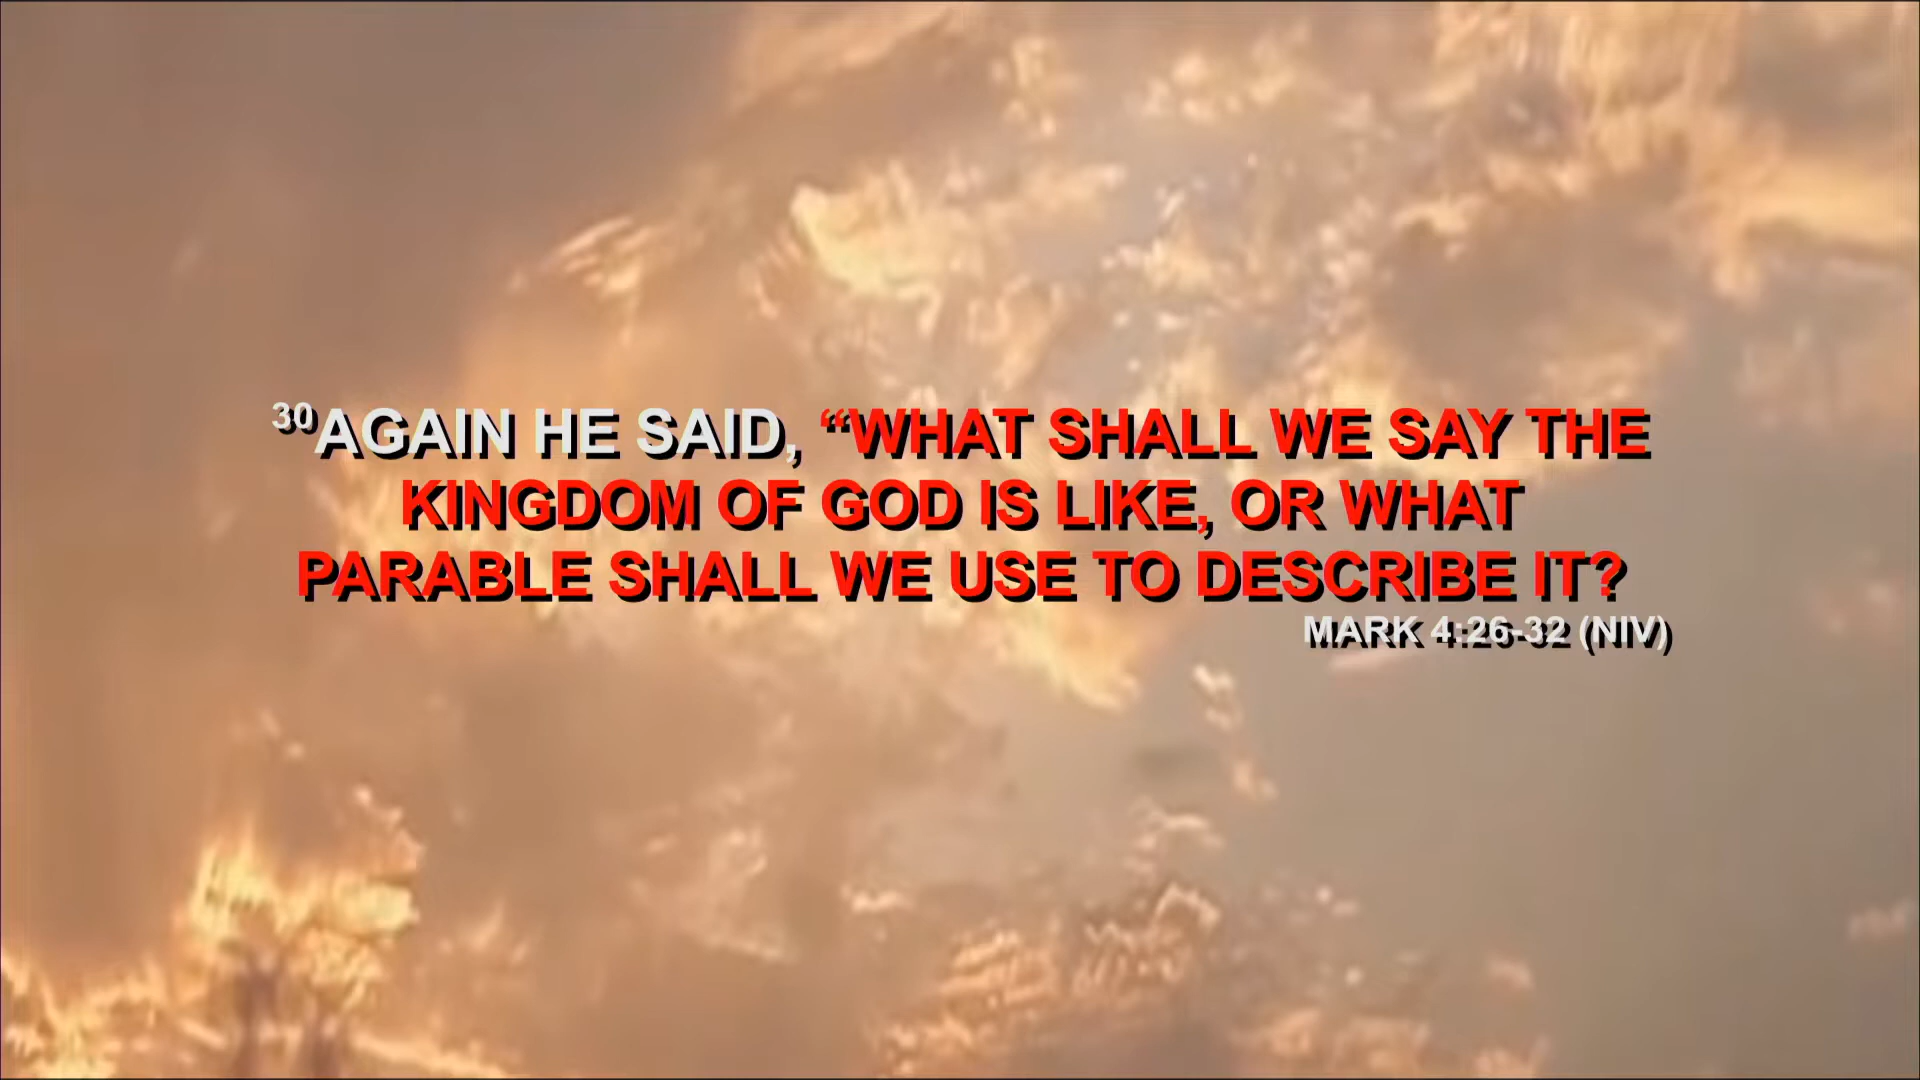 ³⁰AGAIN HE SAID, “WHAT SHALL WE SAY THE
KINGDOM OF GOD IS LIKE, OR WHAT
PARABLE SHALL WE USE TO DESCRIBE IT?
MARK 4:26-32 (NIV)